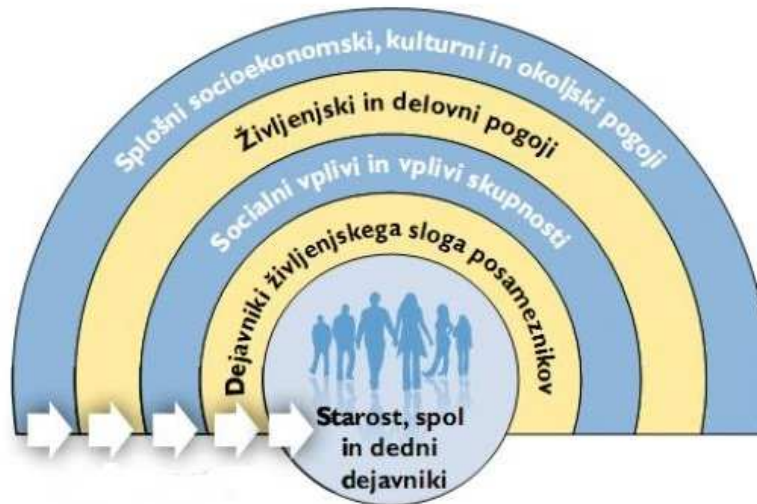 Splošni socioekonomski, kulturni in okoljski pogoji
Življenjski in delovni pogoji
Socialni vplivi in vplivi skupnosti
Dejavniki življenjskega sloga posameznikov
Starost, spol
in dedni
dejavniki